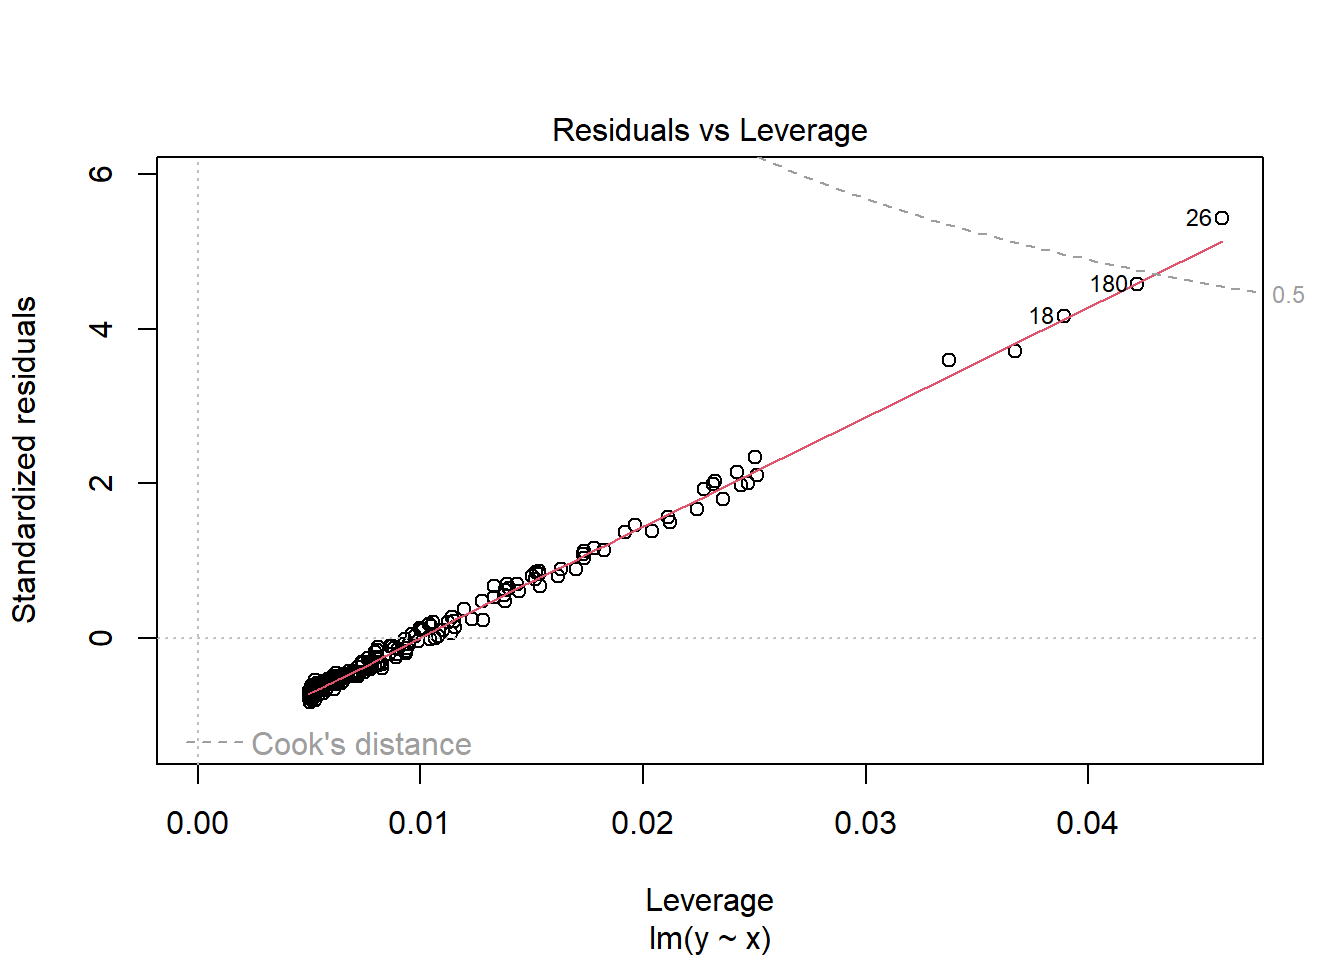 Residuals vs Leverage
Standardized residuals
6
4
2
0
26
180
18
0.5
Cook's distance
0.00 0.01 0.02 0.03 0.04
Leverage
lm(y ~ x)